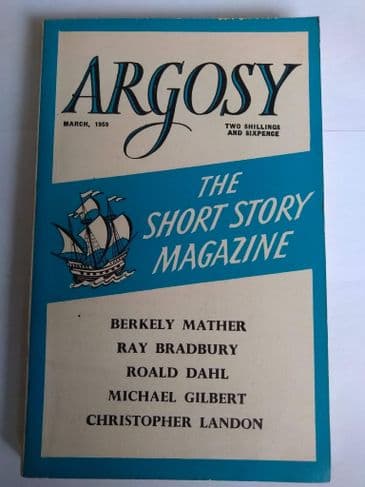 ARGOSY
MARCH, 1959
TWO SHILLINGS
AND SIXPENCE
THE
SHORT STORY
MAGAZINE
BERKELY MATHER
RAY BRADBURY
ROALD DAHL
MICHAEL GILBERT
CHRISTOPHER LANDON